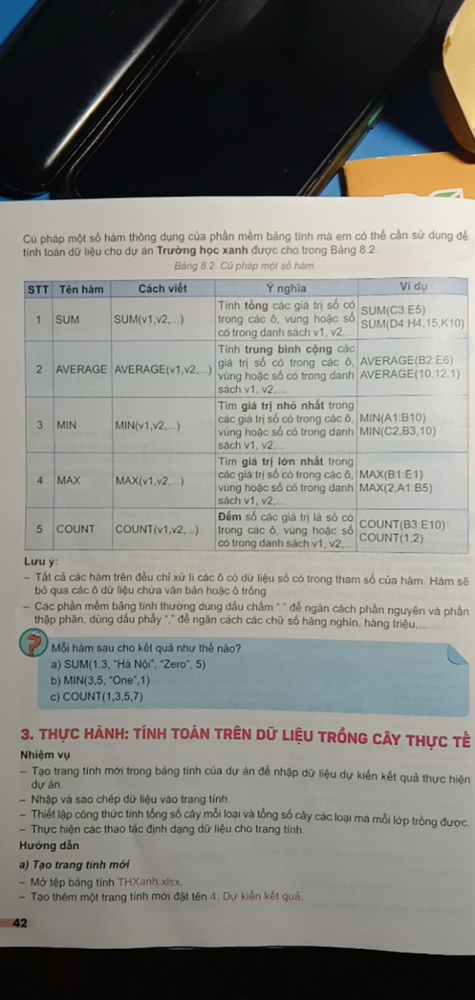 Cú pháp một số hàm thông dụng của phần mềm bảng tính mà em có thể cần sử dụng để
tính toán dữ liệu cho dự án Trường học xanh được cho trong Bảng 8.2.
Bảng 8.2. Cú pháp một số hàm
STT Tên hàm Cách viết Ý nghĩa Ví dụ
1 SUM SUM(v1,v2,...)
Tính tổng các giá trị số có
trong các ô, vùng hoặc số
có trong danh sách v1, v2,...
SUM(C3:E5)
SUM(D4:H4,15,K10)
2 AVERAGE AVERAGE(v1,v2,...)
Tính trung bình cộng các
giá trị số có trong các ô,
vùng hoặc số có trong danh
sách v1, v2,...
AVERAGE(B2:E6)
AVERAGE(10,12,1)
3 MIN MIN(v1,v2,...)
Tìm giá trị nhỏ nhất trong
các giá trị số có trong các ô,
vùng hoặc số có trong danh
sách v1, v2,...
MIN(A1:B10)
MIN(C2,B3,10)
4 MAX MAX(v1,v2,...)
Tìm giá trị lớn nhất trong
các giá trị số có trong các ô,
vùng hoặc số có trong danh
sách v1, v2,...
MAX(B1:E1)
MAX(2,A1:B5)
5 COUNT COUNT(v1,v2,...)
Đếm số các giá trị là số có
trong các ô, vùng hoặc số
có trong danh sách v1, v2,...
COUNT(B3:E10)
COUNT(1,2)
Lưu ý:
– Tất cả các hàm trên đều chỉ xử lí các ô có dữ liệu số có trong tham số của hàm. Hàm sẽ
bỏ qua các ô dữ liệu chứa văn bản hoặc ô trống
– Các phần mềm bảng tính thường dùng dấu chấm "." để ngăn cách phần nguyên và phần
thập phân, dùng dấu phẩy "," để ngăn cách các chữ số hàng nghìn, hàng triệu,...
? Mỗi hàm sau cho kết quả như thế nào?
a) SUM(1,3, "Hà Nội", "Zero", 5)
b) MIN(3,5, "One",1)
c) COUNT(1,3,5,7)
3. THỰC HÀNH: TÍNH TOÁN TRÊN DỮ LIỆU TRỒNG CÂY THỰC TẾ
Nhiệm vụ
– Tạo trang tính mới trong bảng tính của dự án để nhập dữ liệu dự kiến kết quả thực hiện
dự án.
– Nhập và sao chép dữ liệu vào trang tính.
– Thiết lập công thức tính tổng số cây mỗi loại và tổng số cây các loại mà mỗi lớp trồng được.
– Thực hiện các thao tác định dạng dữ liệu cho trang tính.
Hướng dẫn
a) Tạo trang tính mới
– Mở tệp bảng tính THXanh.xlsx.
– Tạo thêm một trang tính mới đặt tên 4. Dự kiến kết quả.
42